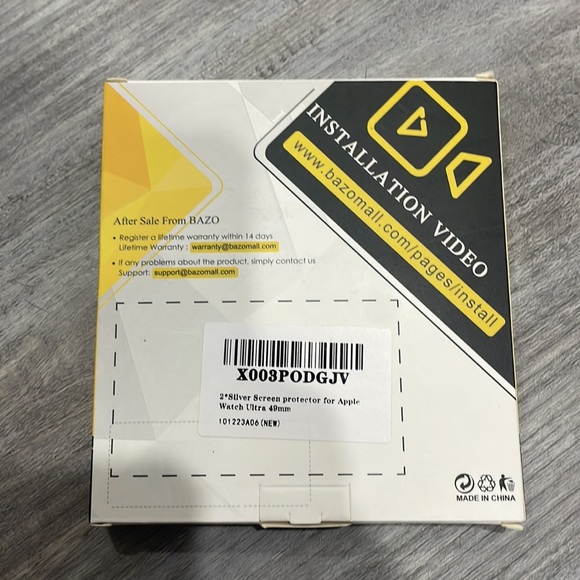 INSTALLATION VIDEO
www.bazomall.com/pages/install
After Sale From BAZO
• Register a lifetime warranty within 14 days
Lifetime Warranty : warranty@bazomall.com
• If any problems about the product, simply contact us
Support: support@bazomall.com
X003PODGJV
2*Silver Screen protector for Apple
Watch Ultra 49mm
101223A06(NEW)
MADE IN CHINA